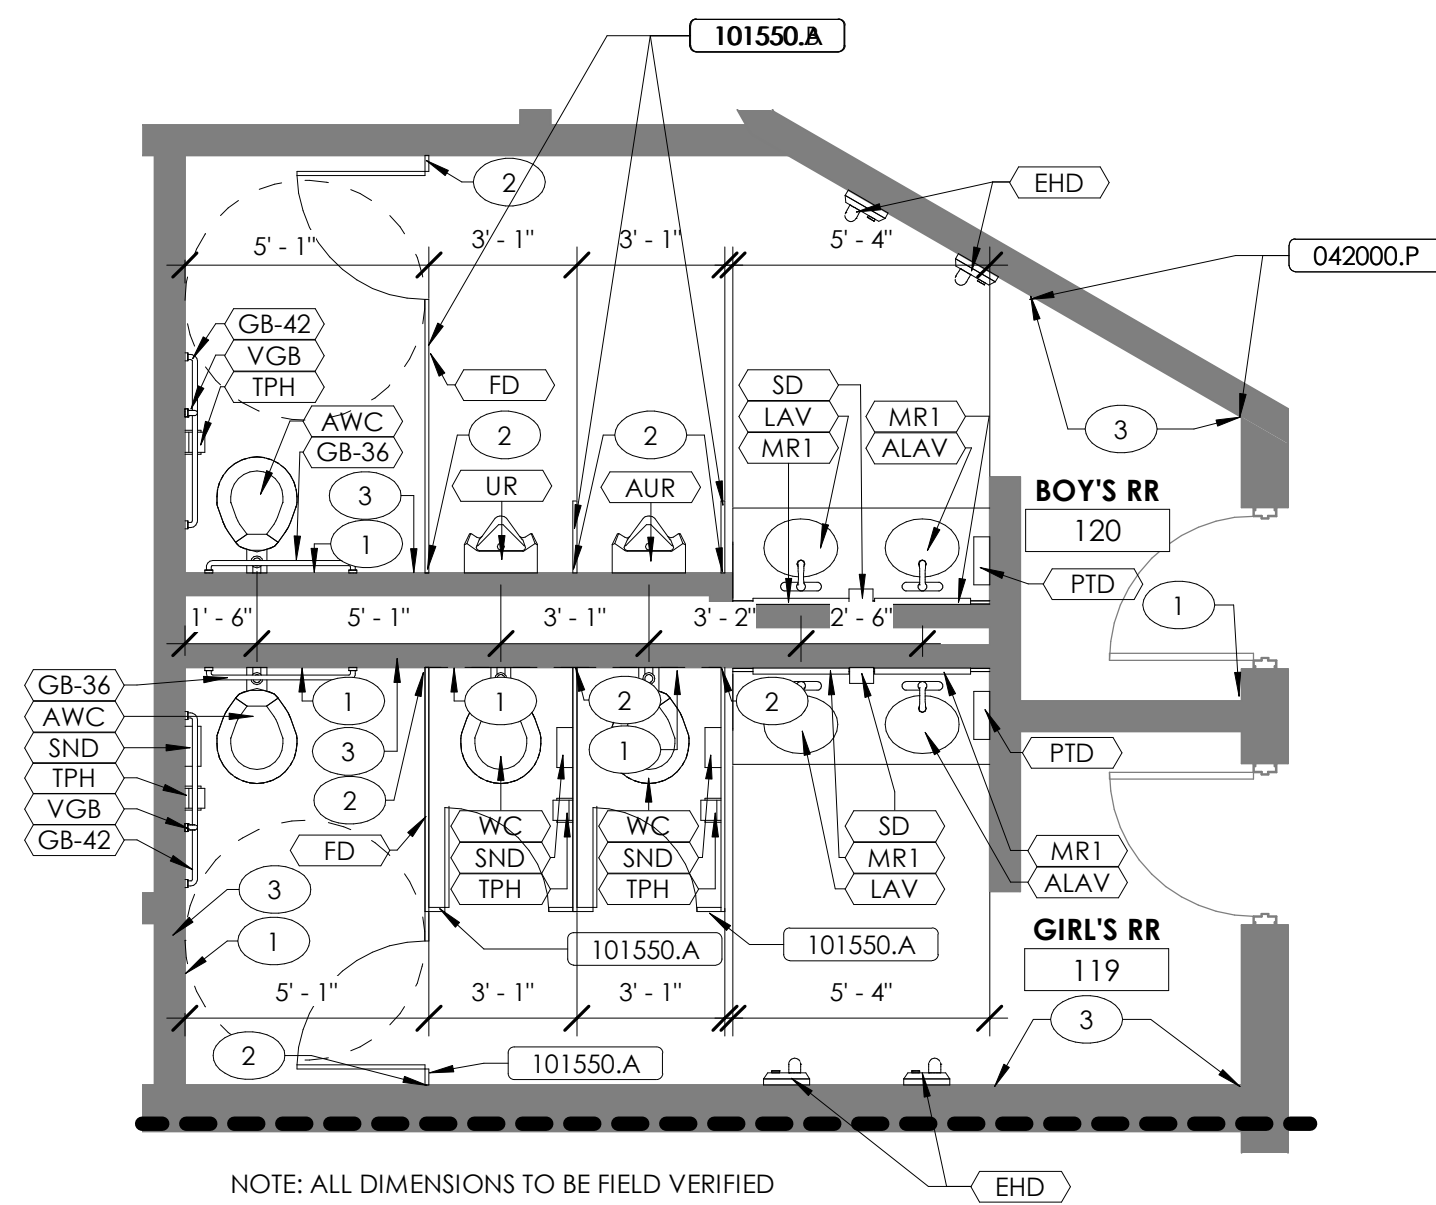 101550.
2
EHD
5' - 1"
3' - 1"
3' - 1"
5' - 4"
042000.P
GB-42
VGB
TPH
FD
SD
LAV
MR1
MR1
ALAV
AWC
GB-36
2
2
3
3
UR
AUR
1
BOY'S RR
120
PTD
1
1' - 6"
5' - 1"
3' - 1"
3' - 2"
2' - 6"
GB-36
AWC
SND
TPH
VGB
GB-42
1
1
2
2
3
1
2
PTD
FD
WC
SND
TPH
WC
SND
TPH
SD
MR1
LAV
MR1
ALAV
3
1
101550.A
101550.A
GIRL'S RR
119
5' - 1"
3' - 1"
3' - 1"
5' - 4"
3
2
101550.A
NOTE: ALL DIMENSIONS TO BE FIELD VERIFIED
EHD